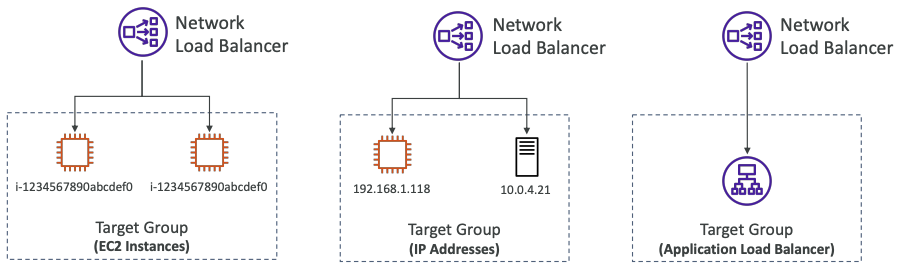 Network
Load Balancer
i-1234567890abcdef0
i-1234567890abcdef0
Target Group
(EC2 Instances)
Network
Load Balancer
192.168.1.118
10.0.4.21
Target Group
(IP Addresses)
Network
Load Balancer
Target Group
(Application Load Balancer)